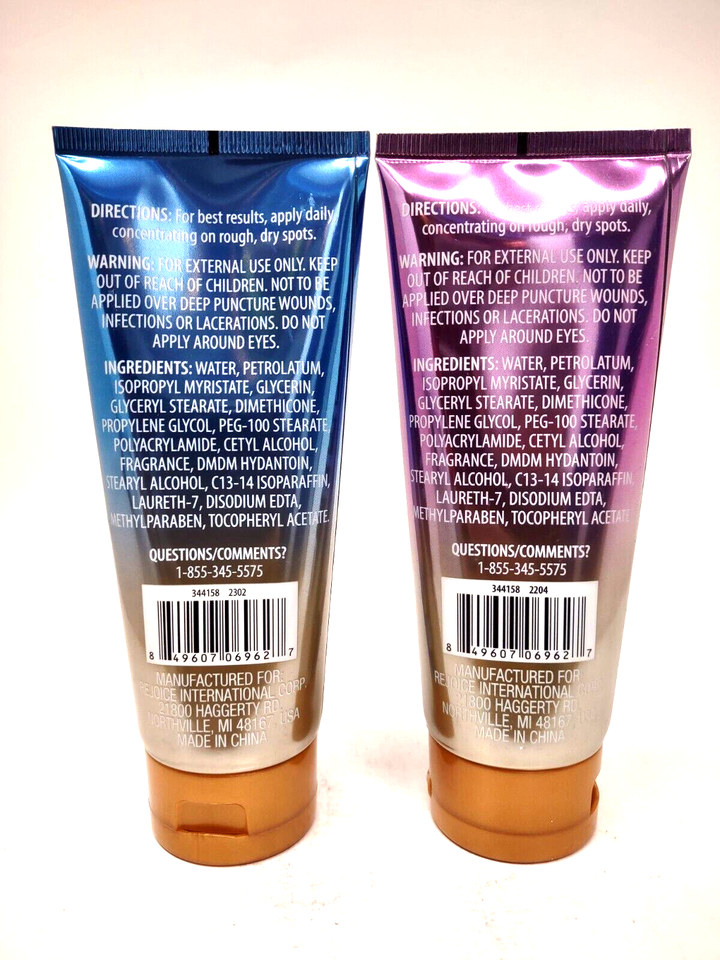 DIRECTIONS: For best results, apply daily,
concentrating on rough, dry spots.
WARNING: FOR EXTERNAL USE ONLY. KEEP
OUT OF REACH OF CHILDREN. NOT TO BE
APPLIED OVER DEEP PUNCTURE WOUNDS,
INFECTIONS OR LACERATIONS. DO NOT
APPLY AROUND EYES.
INGREDIENTS: WATER, PETROLATUM,
ISOPROPYL MYRISTATE, GLYCERIN,
GLYCERYL STEARATE, DIMETHICONE,
PROPYLENE GLYCOL, PEG-100 STEARATE,
POLYACRYLAMIDE, CETYL ALCOHOL,
FRAGRANCE, DMDM HYDANTOIN,
STEARYL ALCOHOL, C13-14 ISOPARAFFIN,
LAURETH-7, DISODIUM EDTA,
METHYLPARABEN, TOCOPHERYL ACETATE.
QUESTIONS/COMMENTS?
1-855-345-5575
344158 2302
8 49607 06962 7
MANUFACTURED FOR:
REJOICE INTERNATIONAL CORP.
21800 HAGGERTY RD.
NORTHVILLE, MI 48167 - USA
MADE IN CHINA
DIRECTIONS: apply daily,
concentrating on rough, dry spots.
WARNING: FOR EXTERNAL USE ONLY. KEEP
OUT OF REACH OF CHILDREN. NOT TO BE
APPLIED OVER DEEP PUNCTURE WOUNDS,
INFECTIONS OR LACERATIONS. DO NOT
APPLY AROUND EYES.
INGREDIENTS: WATER, PETROLATUM,
ISOPROPYL MYRISTATE, GLYCERIN,
GLYCERYL STEARATE, DIMETHICONE,
PROPYLENE GLYCOL, PEG-100 STEARATE,
POLYACRYLAMIDE, CETYL ALCOHOL,
FRAGRANCE, DMDM HYDANTOIN,
STEARYL ALCOHOL, C13-14 ISOPARAFFIN,
LAURETH-7, DISODIUM EDTA,
METHYLPARABEN, TOCOPHERYL ACETATE.
QUESTIONS/COMMENTS?
1-855-345-5575
344158 2204
8 49607 06962 7
MANUFACTURED FOR:
REJOICE INTERNATIONAL CORP.
21800 HAGGERTY RD.
NORTHVILLE, MI 48167 - USA
MADE IN CHINA